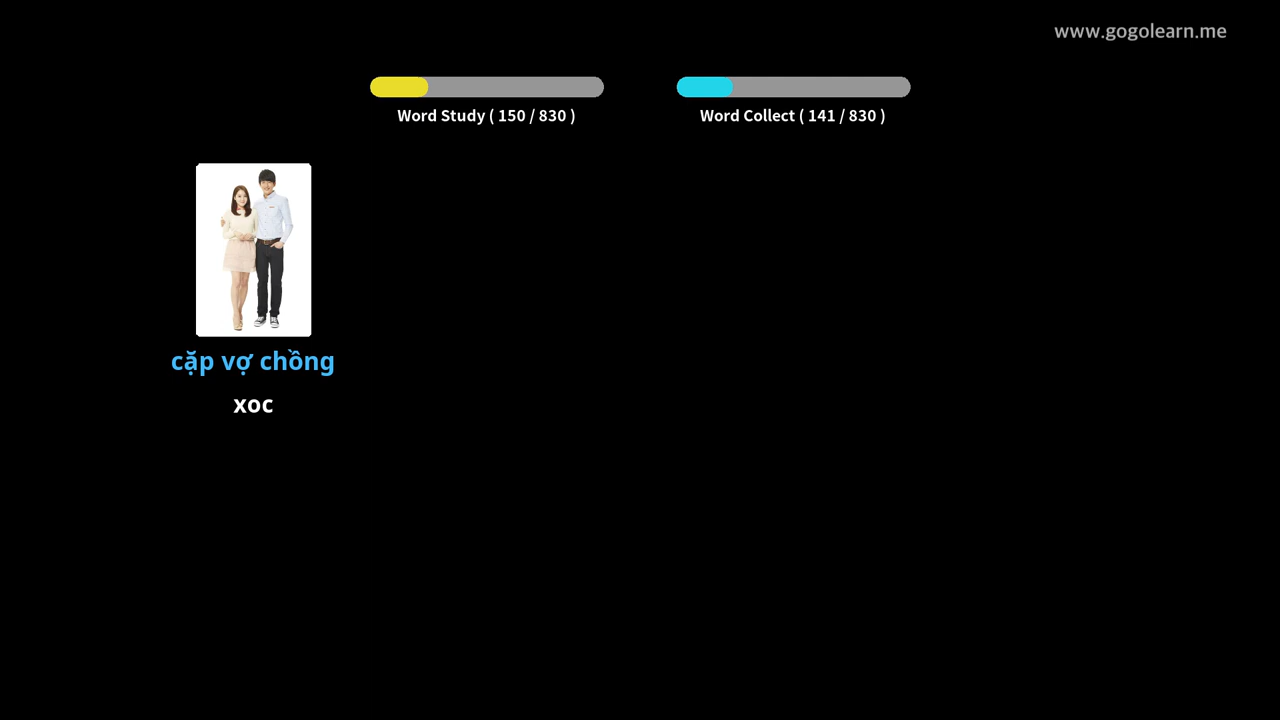 www.gogolearn.me
Word Study ( 150 / 830 )
Word Collect ( 141 / 830 )
cặp vợ chồng
xoc